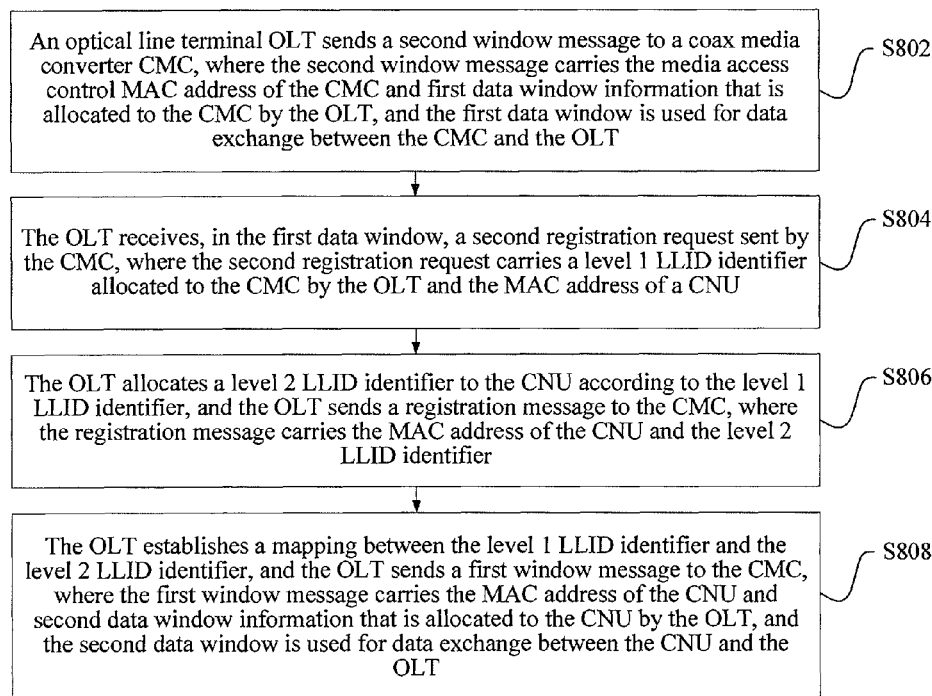 An optical line terminal OLT sends a second window message to a coax media
converter CMC, where the second window message carries the media access
control MAC address of the CMC and first data window information that is
allocated to the CMC by the OLT, and the first data window is used for data
exchange between the CMC and the OLT
S802
The OLT receives, in the first data window, a second registration request sent by
the CMC, where the second registration request carries a level 1 LLID identifier
allocated to the CMC by the OLT and the MAC address of a CNU
S804
The OLT allocates a level 2 LLID identifier to the CNU according to the level 1
LLID identifier, and the OLT sends a registration message to the CMC, where
the registration message carries the MAC address of the CNU and the level 2
LLID identifier
S806
The OLT establishes a mapping between the level 1 LLID identifier and the
level 2 LLID identifier, and the OLT sends a first window message to the CMC,
where the first window message carries the MAC address of the CNU and
second data window information that is allocated to the CNU by the OLT, and
the second data window is used for data exchange between the CNU and the
OLT
S808